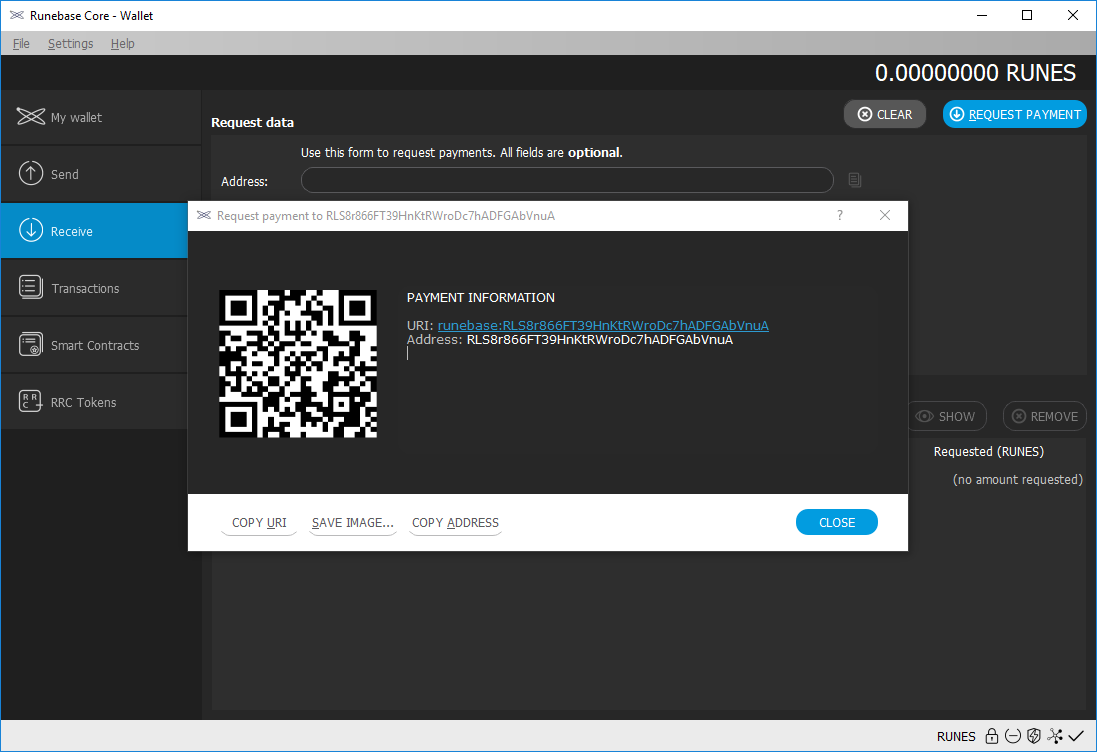 Runebase Core - Wallet
File Settings Help
0.00000000 RUNES
My wallet
Send
Receive
Transactions
Smart Contracts
RRC Tokens
Request data
CLEAR
REQUEST PAYMENT
Use this form to request payments. All fields are optional.
Address:
Request payment to RLS8r866FT39HnKtRWroDc7hADFGAbVnuA
?
PAYMENT INFORMATION
URI: runebase:RLS8r866FT39HnKtRWroDc7hADFGAbVnuA
Address: RLS8r866FT39HnKtRWroDc7hADFGAbVnuA
COPY URI
SAVE IMAGE...
COPY ADDRESS
CLOSE
SHOW
REMOVE
Requested (RUNES)
(no amount requested)
RUNES